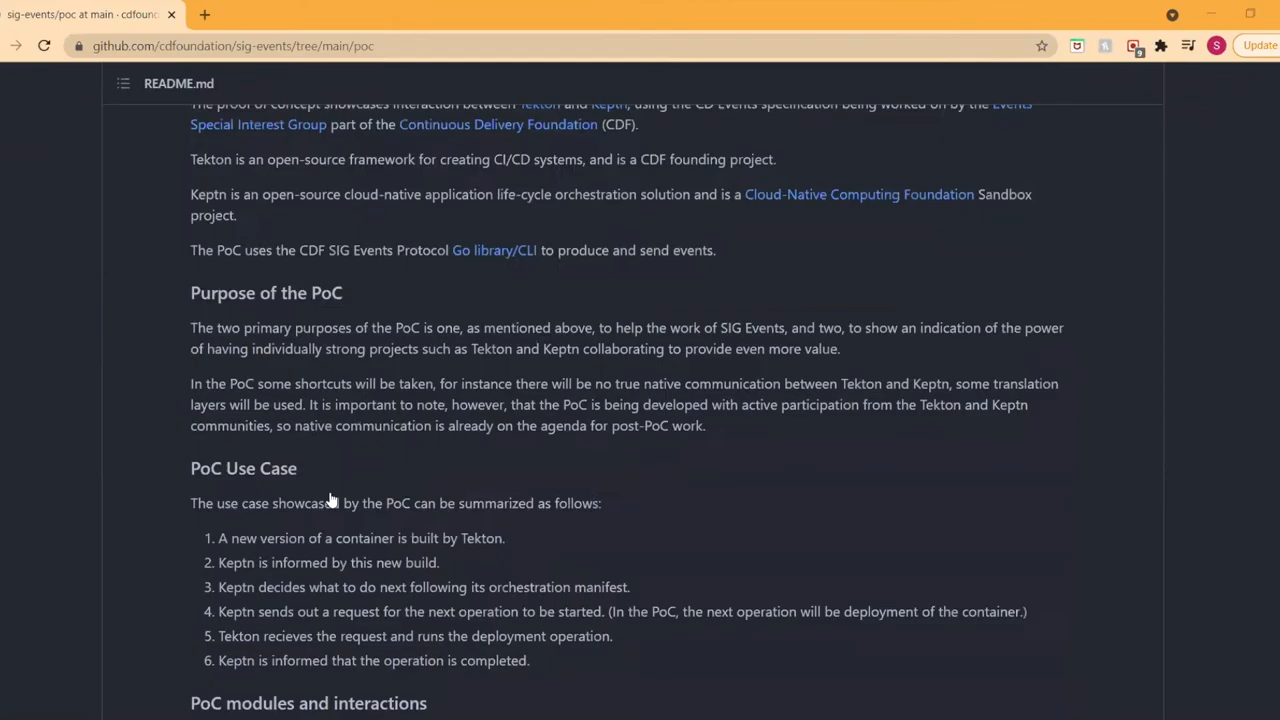 sig-events/poc at main · cdfound
github.com/cdfoundation/sig-events/tree/main/poc
9
S
Update
README.md
The proof of concept showcases interaction between Tekton and Keptn, using the CD Events specification being worked on by the Events
Special Interest Group part of the Continuous Delivery Foundation (CDF).
Tekton is an open-source framework for creating CI/CD systems, and is a CDF founding project.
Keptn is an open-source cloud-native application life-cycle orchestration solution and is a Cloud-Native Computing Foundation Sandbox
project.
The PoC uses the CDF SIG Events Protocol Go library/CLI to produce and send events.
Purpose of the PoC
The two primary purposes of the PoC is one, as mentioned above, to help the work of SIG Events, and two, to show an indication of the power
of having individually strong projects such as Tekton and Keptn collaborating to provide even more value.
In the PoC some shortcuts will be taken, for instance there will be no true native communication between Tekton and Keptn, some translation
layers will be used. It is important to note, however, that the PoC is being developed with active participation from the Tekton and Keptn
communities, so native communication is already on the agenda for post-PoC work.
PoC Use Case
The use case showcased by the PoC can be summarized as follows:
1. A new version of a container is built by Tekton.
2. Keptn is informed by this new build.
3. Keptn decides what to do next following its orchestration manifest.
4. Keptn sends out a request for the next operation to be started. (In the PoC, the next operation will be deployment of the container.)
5. Tekton recieves the request and runs the deployment operation.
6. Keptn is informed that the operation is completed.
PoC modules and interactions